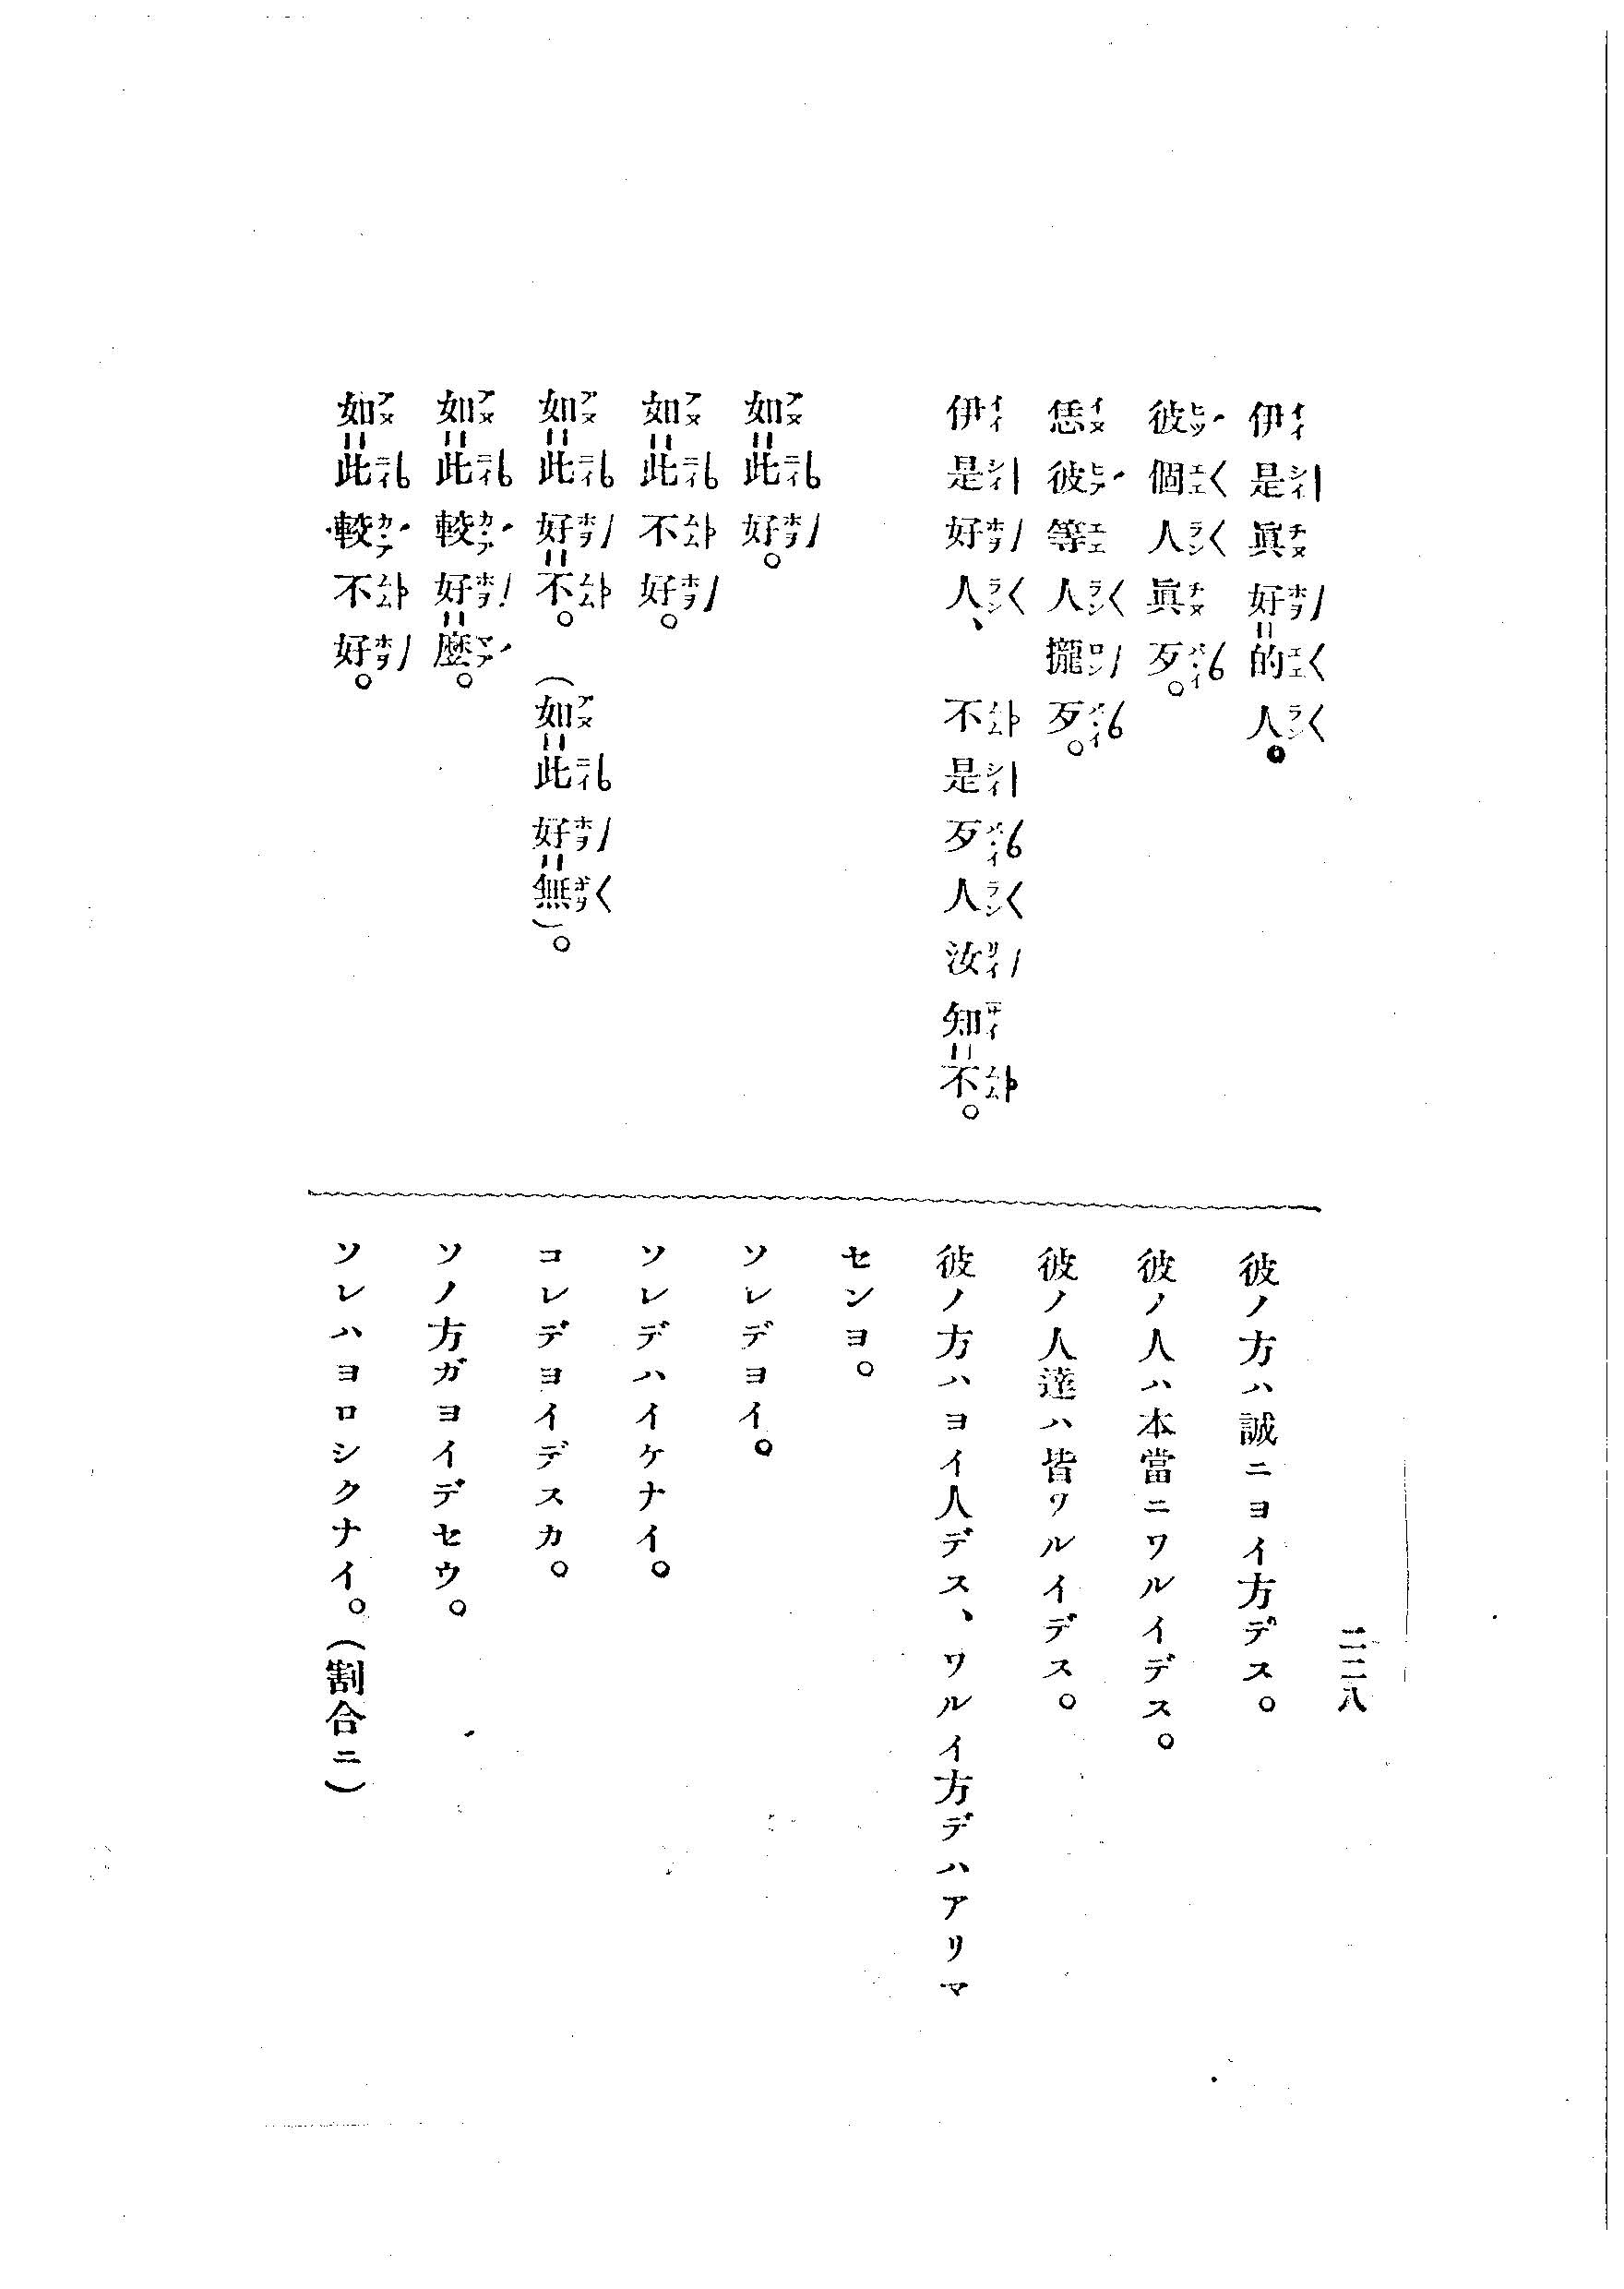 二二八
伊是眞好=的人。
彼個人眞歹。
恁彼等人攏歹。
伊是好人、不是歹人汝知=不。
如=此好。
如=此不好。
如=此好=不。(如=此好=無)。
如=此較好=麼。
如=此較不好。
彼ノ方ハ誠ニヨイ方デス。
彼ノ人ハ本當ニワルイデス。
彼ノ人達ハ皆ワルイデス。
彼ノ方ハヨイ人デス、ワルイ方デハアリマ
センヨ。
ソレデヨイ。
ソレデハイケナイ。
コレデヨイデスカ。
ソノ方ガヨイデセウ。
ソレハヨロシクナイ。(割合ニ)